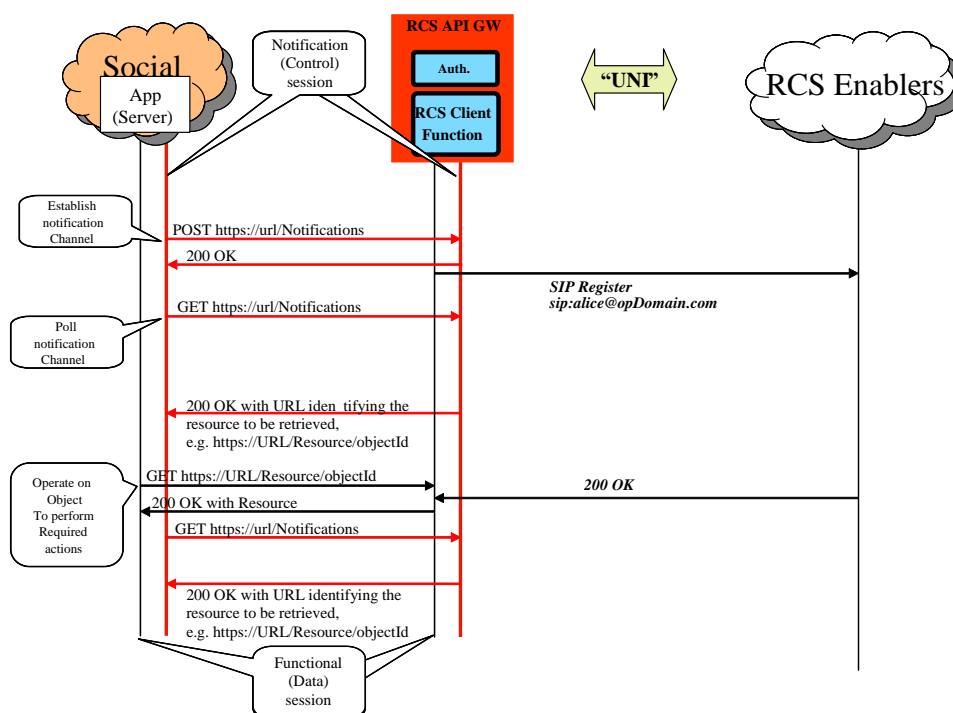 Social
App
(Server)
Notification
(Control)
session
RCS API GW
Auth.
RCS Client
Function
“UNI”
RCS Enablers
Establish
notification
Channel
POST https://url/Notifications
200 OK
SIP Register
sip:alice@opDomain.com
GET https://url/Notifications
Poll
notification
Channel
200 OK with URL iden tifying the
resource to be retrieved,
e.g. https://URL/Resource/objectId
Operate on
Object
To perform
Required
actions
GET https://URL/Resource/objectId
200 OK
200 OK with Resource
GET https://url/Notifications
200 OK with URL identifying the
resource to be retrieved,
e.g. https://URL/Resource/objectId
Functional
(Data)
session